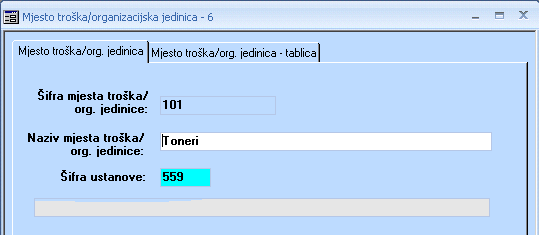 Mjesto troška/organizacijska jedinica - 6
Mjesto troška/org. jedinica
Mjesto troška/org. jedinica - tablica
Šifra mjesta troška/
org. jedinice:
101
Naziv mjesta troška/
org. jedinice:
Toneri
Šifra ustanove:
559